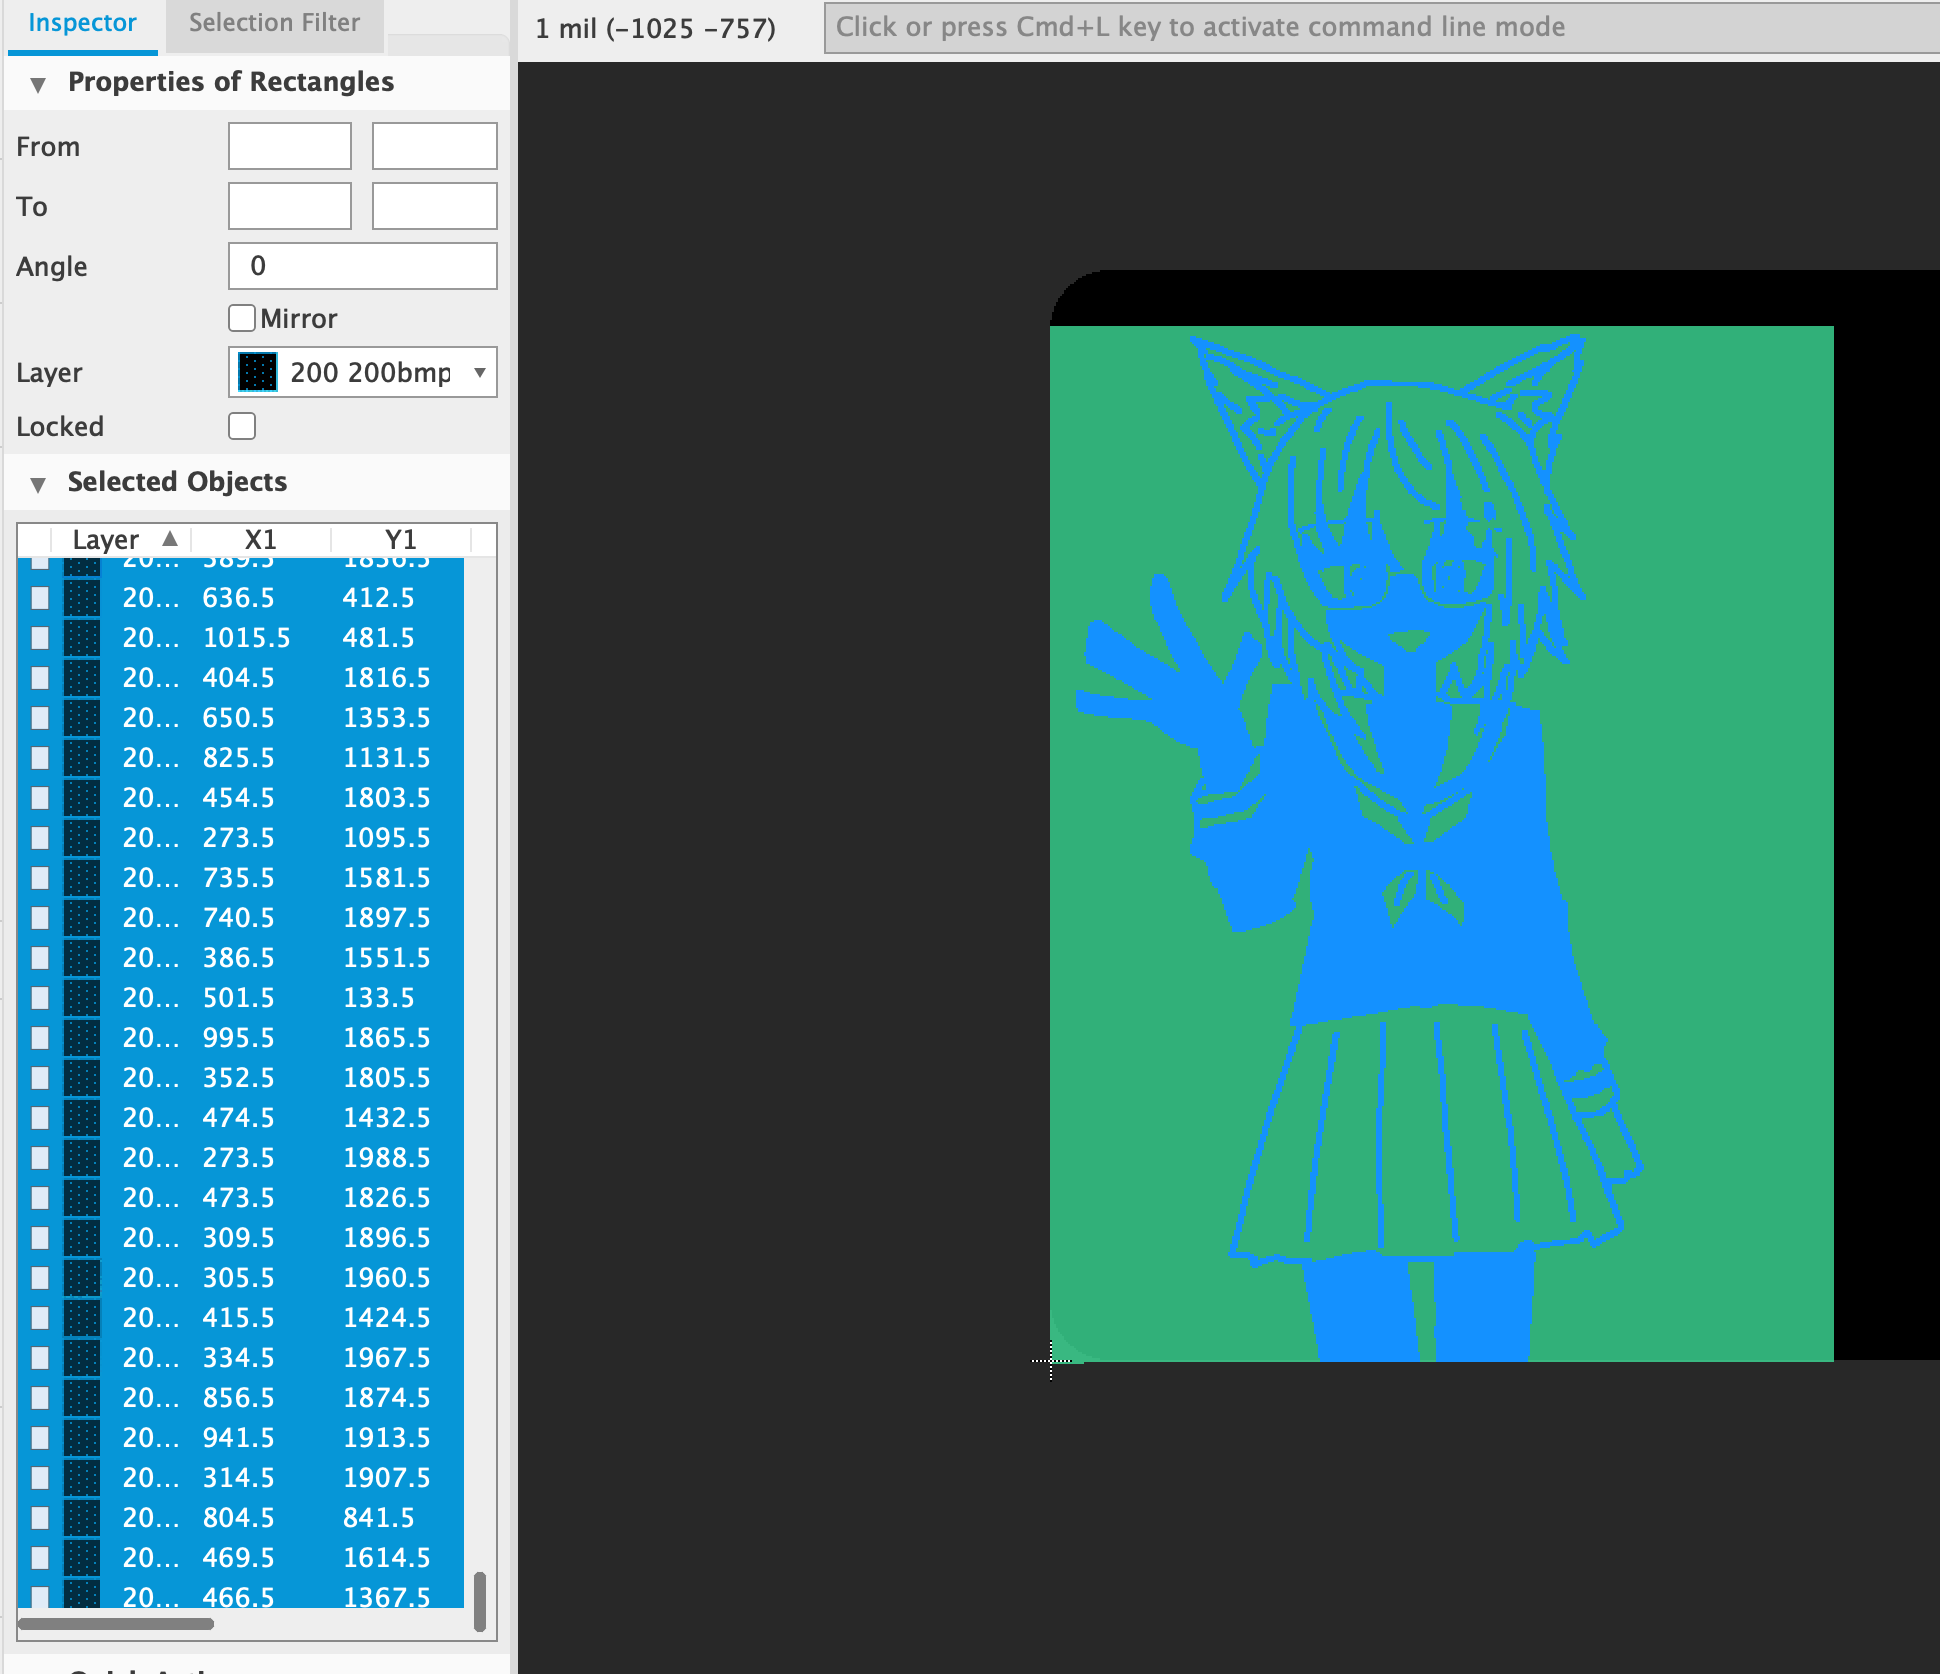 Inspector Selection Filter
1 mil (-1025 -757) Click or press Cmd+L key to activate command line mode
▼ Properties of Rectangles
From
To
Angle 0
Mirror
Layer 200 200bmp
Locked
▼ Selected Objects
Layer ▲ X1 Y1
20... 389.5 1836.5
20... 636.5 412.5
20... 1015.5 481.5
20... 404.5 1816.5
20... 650.5 1353.5
20... 825.5 1131.5
20... 454.5 1803.5
20... 273.5 1095.5
20... 735.5 1581.5
20... 740.5 1897.5
20... 386.5 1551.5
20... 501.5 133.5
20... 995.5 1865.5
20... 352.5 1805.5
20... 474.5 1432.5
20... 273.5 1988.5
20... 473.5 1826.5
20... 309.5 1896.5
20... 305.5 1960.5
20... 415.5 1424.5
20... 334.5 1967.5
20... 856.5 1874.5
20... 941.5 1913.5
20... 314.5 1907.5
20... 804.5 841.5
20... 469.5 1614.5
20... 466.5 1367.5